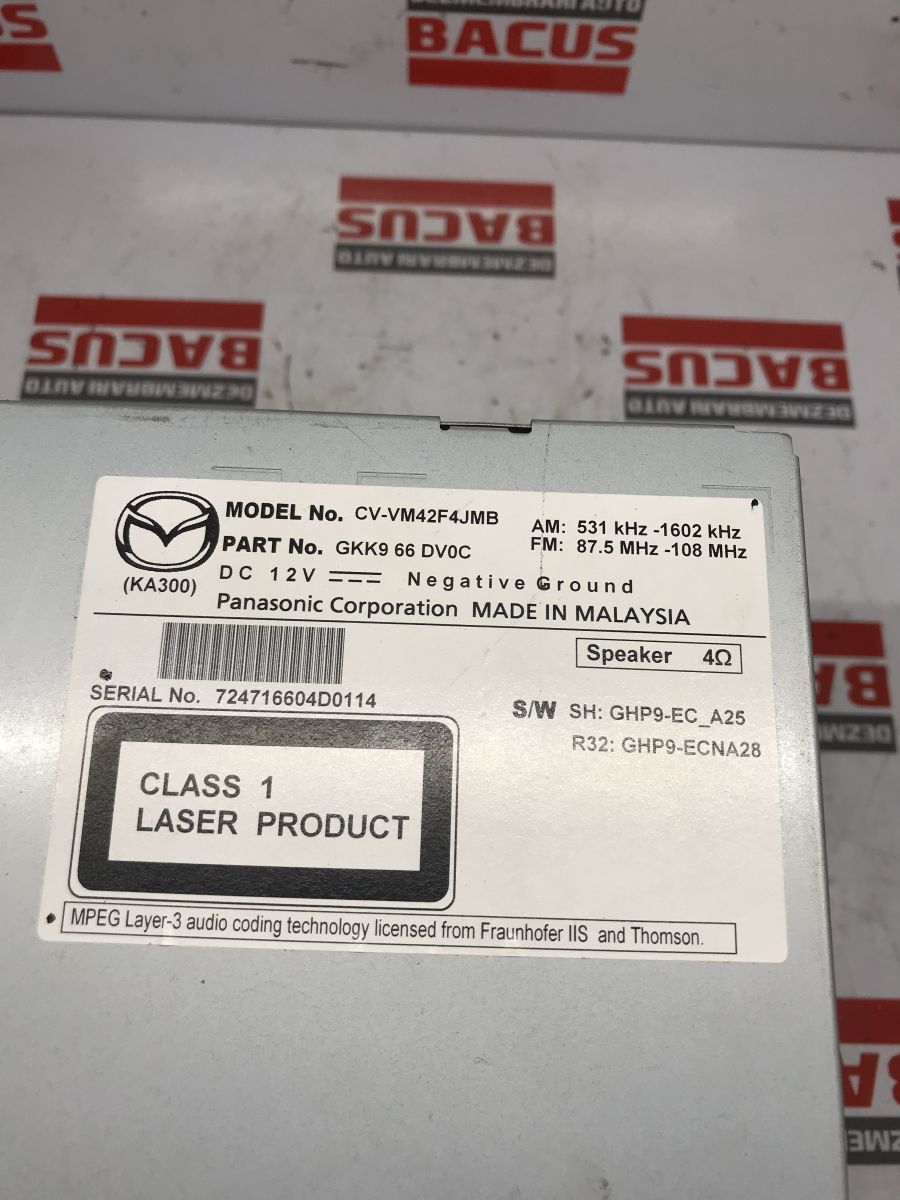 DEZMEMBRARI AUTO
BACUS
BACUS
DEZMEMBRARI AUTO
BACUS
DEZMEMBRARI AUTO
BACUS
DEZMEMBRARI AUTO
MODEL No. CV-VM42F4JMB
AM: 531 kHz -1602 kHz
PART No. GKK9 66 DV0C
FM: 87.5 MHz -108 MHz
(KA300)
DC 12V Negative Ground
Panasonic Corporation MADE IN MALAYSIA
Speaker 4Ω
SERIAL No. 724716604D0114
S/W SH: GHP9-EC_A25
R32: GHP9-ECNA28
CLASS 1
LASER PRODUCT
MPEG Layer-3 audio coding technology licensed from Fraunhofer IIS and Thomson.